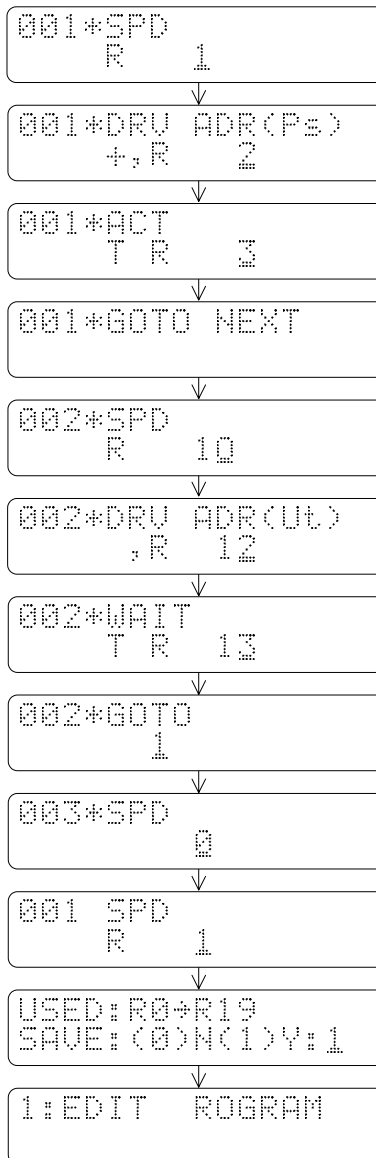 001*SPD
R 1
001*DRV ADR(Ps)
+,R 2
001*ACT
T R 3
001*GOTO NEXT
002*SPD
R 10
002*DRV ADR(Ut)
,R 12
002*WAIT
T R 13
002*GOTO
1
003*SPD
0
001 SPD
R 1
USED:R0→R19
SAVE:(0)N(1)Y:1
1:EDIT ROGRAM